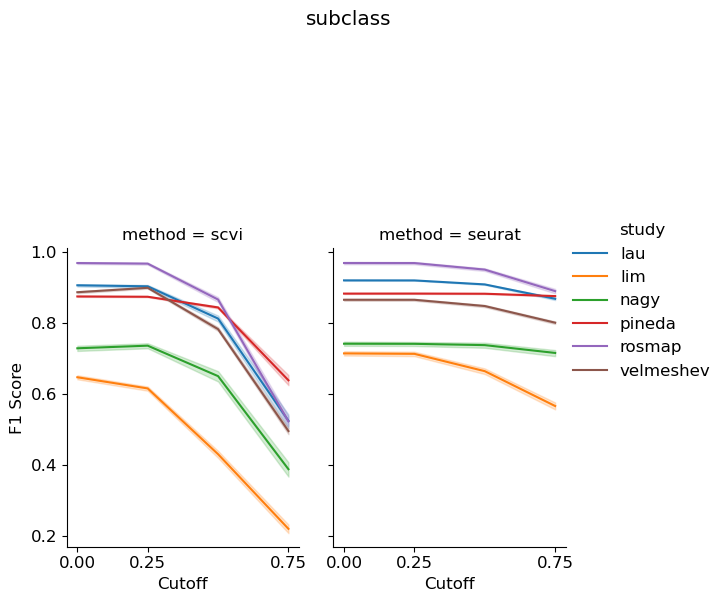 subclass
method = scvi
method = seurat
study
lau
lim
nagy
pineda
rosmap
velmeshev
F1 Score
1.0
0.8
0.6
0.4
0.2
0.00 0.25 0.75
0.00 0.25 0.75
Cutoff
Cutoff